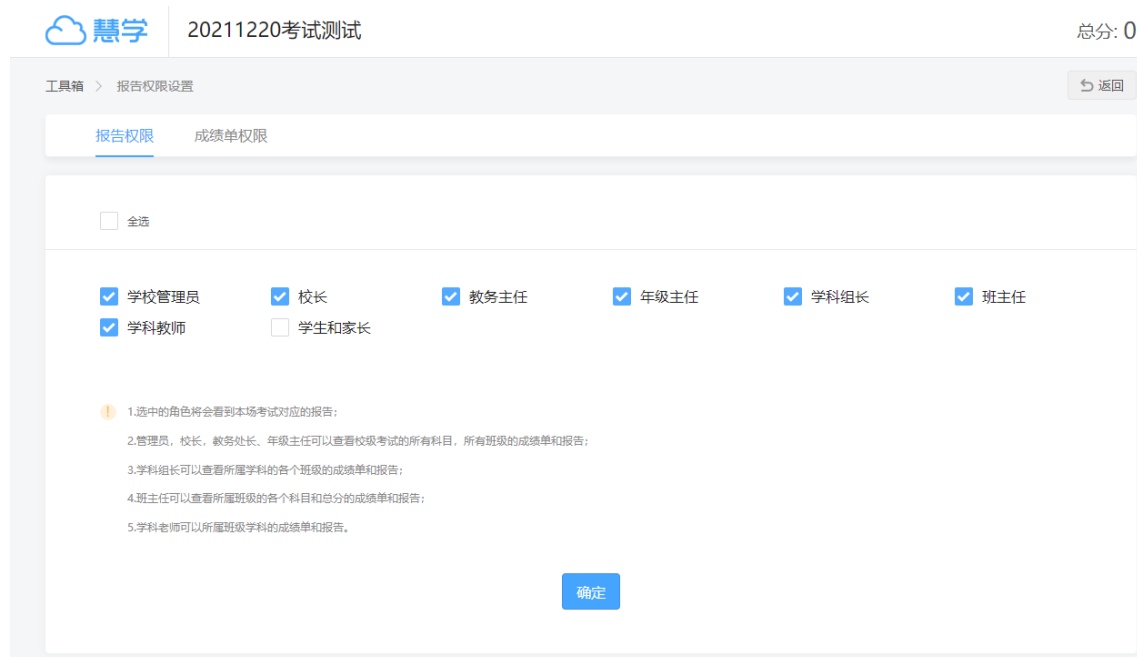 慧学
20211220考试测试
总分: 0
工具箱 > 报告权限设置
返回
报告权限 成绩单权限
全选
学校管理员 校长 教务主任 年级主任 学科组长 班主任
学科教师 学生和家长
1.选中的角色将会看到本场考试对应的报告;
2.管理员，校长，教务处长、年级主任可以查看校级考试的所有科目，所有班级的成绩单和报告;
3.学科组长可以查看所属学科的各个班级的成绩单和报告;
4.班主任可以查看所属班级的各个科目和总分的成绩单和报告;
5.学科老师可以所属班级学科的成绩单和报告。
确定